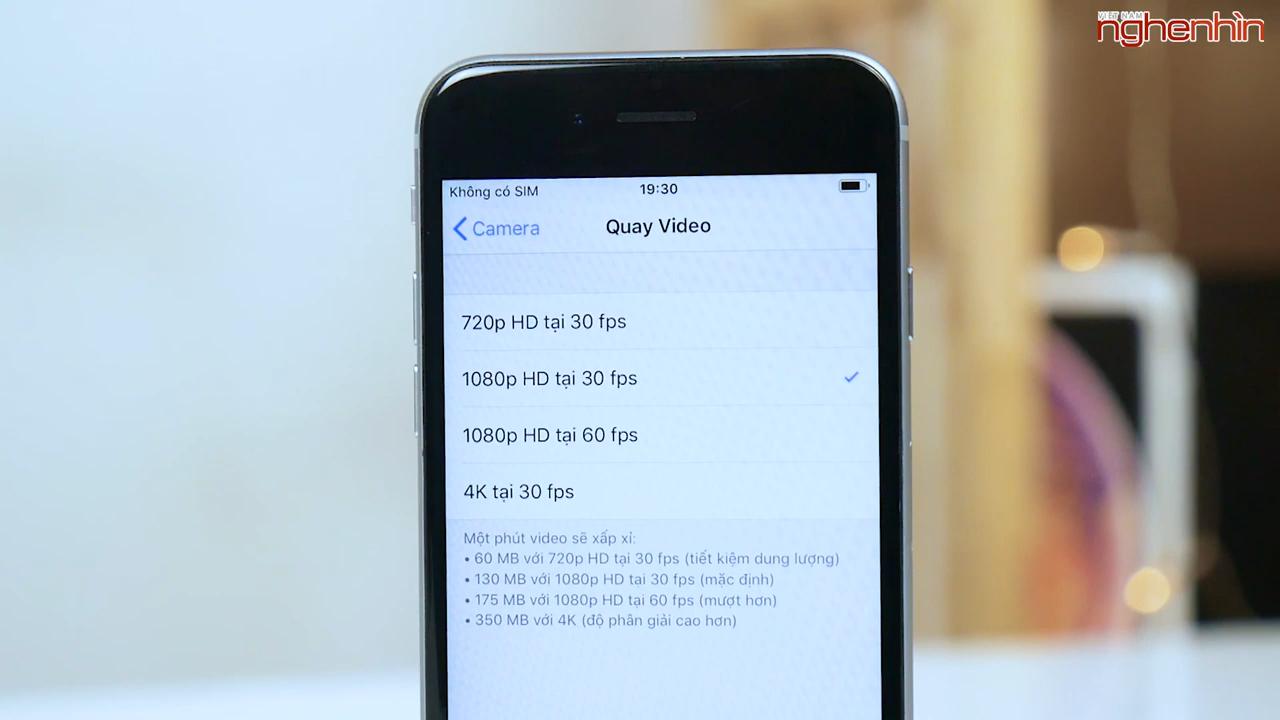 VIỆT NAM
nghenhìn
Không có SIM
19:30
Camera
Quay Video
720p HD tại 30 fps
1080p HD tại 30 fps
1080p HD tại 60 fps
4K tại 30 fps
Một phút video sẽ xấp xỉ:
• 60 MB với 720p HD tại 30 fps (tiết kiệm dung lượng)
• 130 MB với 1080p HD tại 30 fps (mặc định)
• 175 MB với 1080p HD tại 60 fps (mượt hơn)
• 350 MB với 4K (độ phân giải cao hơn)